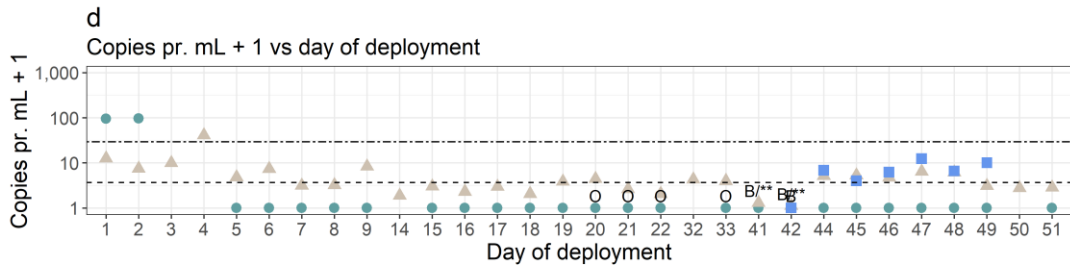 d
Copies pr. mL + 1 vs day of deployment
Copies pr. mL + 1
1,000
100
10
1
O O O O B/** B/**
1 2 3 4 5 6 7 8 9 14 15 16 17 18 19 20 21 22 32 33 41 42 44 45 46 47 48 49 50 51
Day of deployment